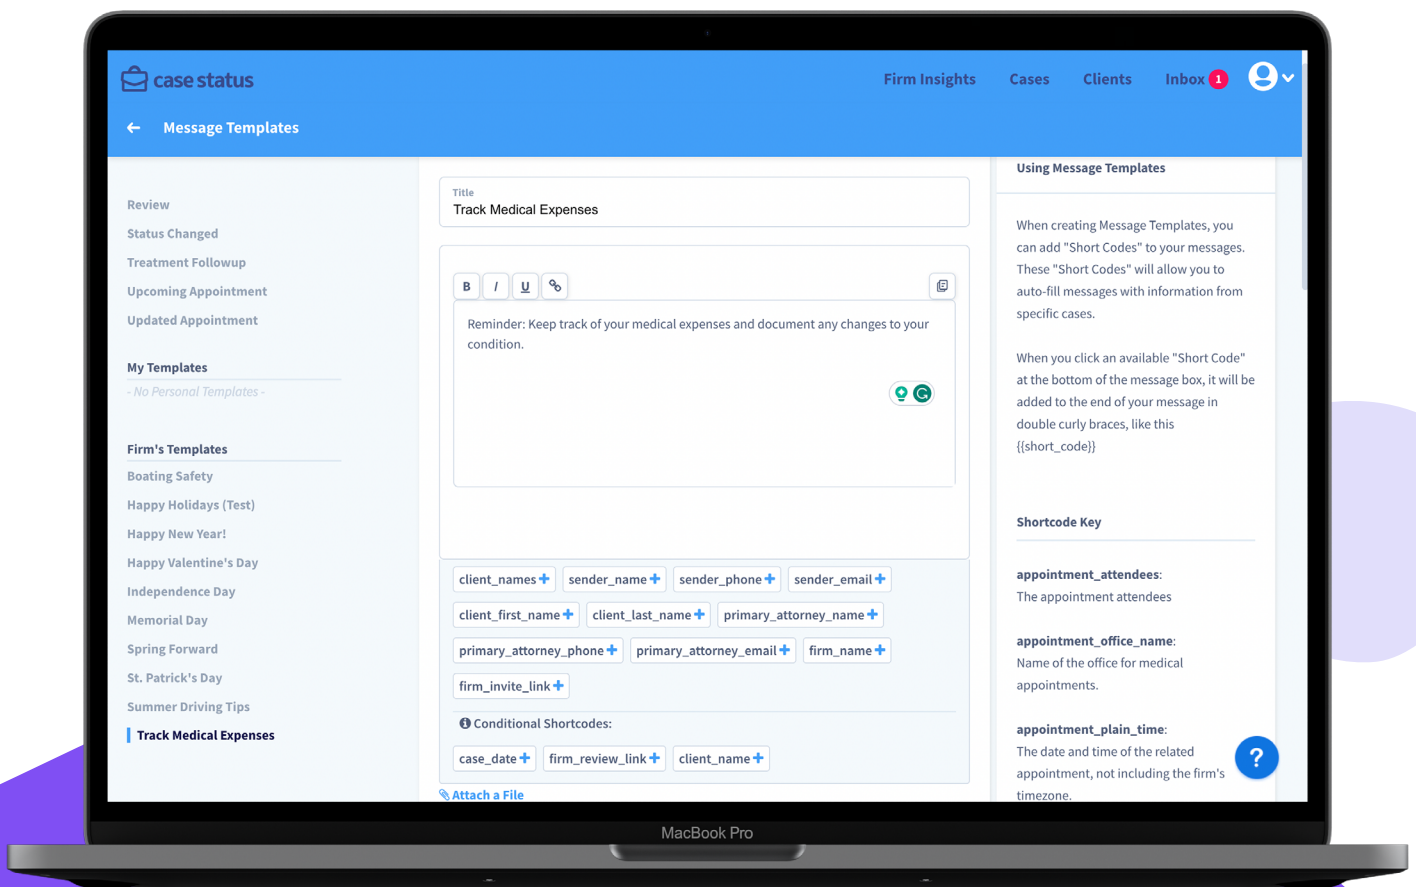 case status
Firm Insights
Cases
Clients
Inbox 1
Message Templates
Review
Status Changed
Treatment Followup
Upcoming Appointment
Updated Appointment
My Templates
- No Personal Templates -
Firm's Templates
Boating Safety
Happy Holidays (Test)
Happy New Year!
Happy Valentine's Day
Independence Day
Memorial Day
Spring Forward
St. Patrick's Day
Summer Driving Tips
Track Medical Expenses
Title
Track Medical Expenses
B I U
Reminder: Keep track of your medical expenses and document any changes to your
condition.
client_names+ sender_name+ sender_phone+ sender_email+
client_first_name+ client_last_name+ primary_attorney_name+
primary_attorney_phone+ primary_attorney_email+ firm_name+
firm_invite_link+
Conditional Shortcodes:
case_date+ firm_review_link+ client_name+
Attach a File
Using Message Templates
When creating Message Templates, you
can add "Short Codes" to your messages.
These "Short Codes" will allow you to
auto-fill messages with information from
specific cases.
When you click an available "Short Code"
at the bottom of the message box, it will be
added to the end of your message in
double curly braces, like this
{{short_code}}
Shortcode Key
appointment_attendees:
The appointment attendees
appointment_office_name:
Name of the office for medical
appointments.
appointment_plain_time:
The date and time of the related
appointment, not including the firm's
timezone.
?
MacBook Pro